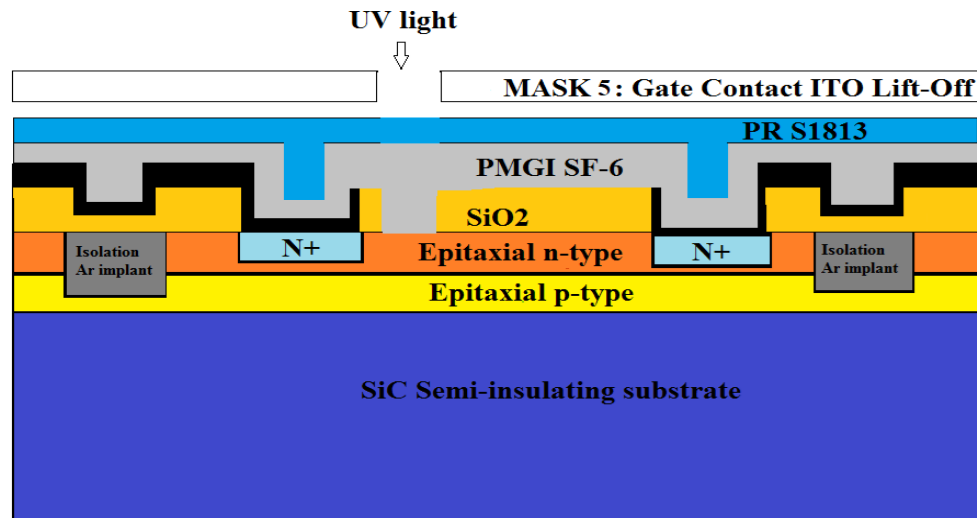 UV light
MASK 5: Gate Contact ITO Lift-Off
PR S1813
PMGI SF-6
SiO2
Isolation
Ar implant
N+
Epitaxial n-type
N+
Isolation
Ar implant
Epitaxial p-type
SiC Semi-insulating substrate